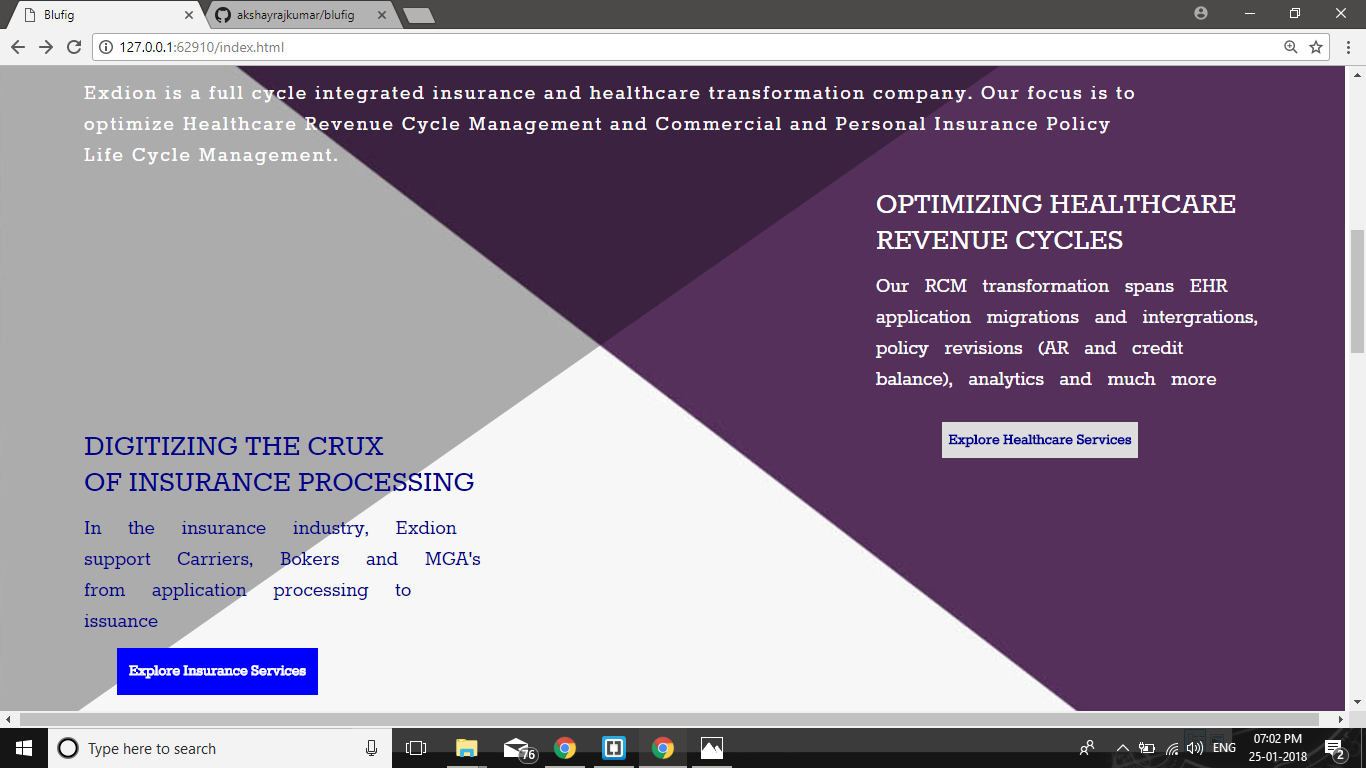 Blufig
akshayrajkumar/blufig
127.0.0.1:62910/index.html
Exdion is a full cycle integrated insurance and healthcare transformation company. Our focus is to
optimize Healthcare Revenue Cycle Management and Commercial and Personal Insurance Policy
Life Cycle Management.
OPTIMIZING HEALTHCARE
REVENUE CYCLES
Our RCM transformation spans EHR
application migrations and intergrations,
policy revisions (AR and credit
balance), analytics and much more
Explore Healthcare Services
DIGITIZING THE CRUX
OF INSURANCE PROCESSING
In the insurance industry, Exdion
support Carriers, Bokers and MGA's
from application processing to
issuance
Explore Insurance Services
Type here to search
76
ENG
07:02 PM
25-01-2018
2